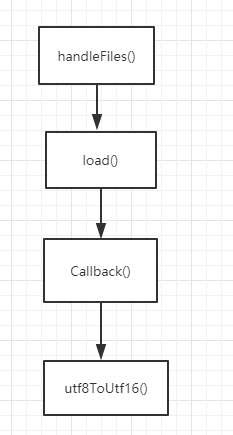 handleFiles()
load()
Callback()
utf8ToUtf16()